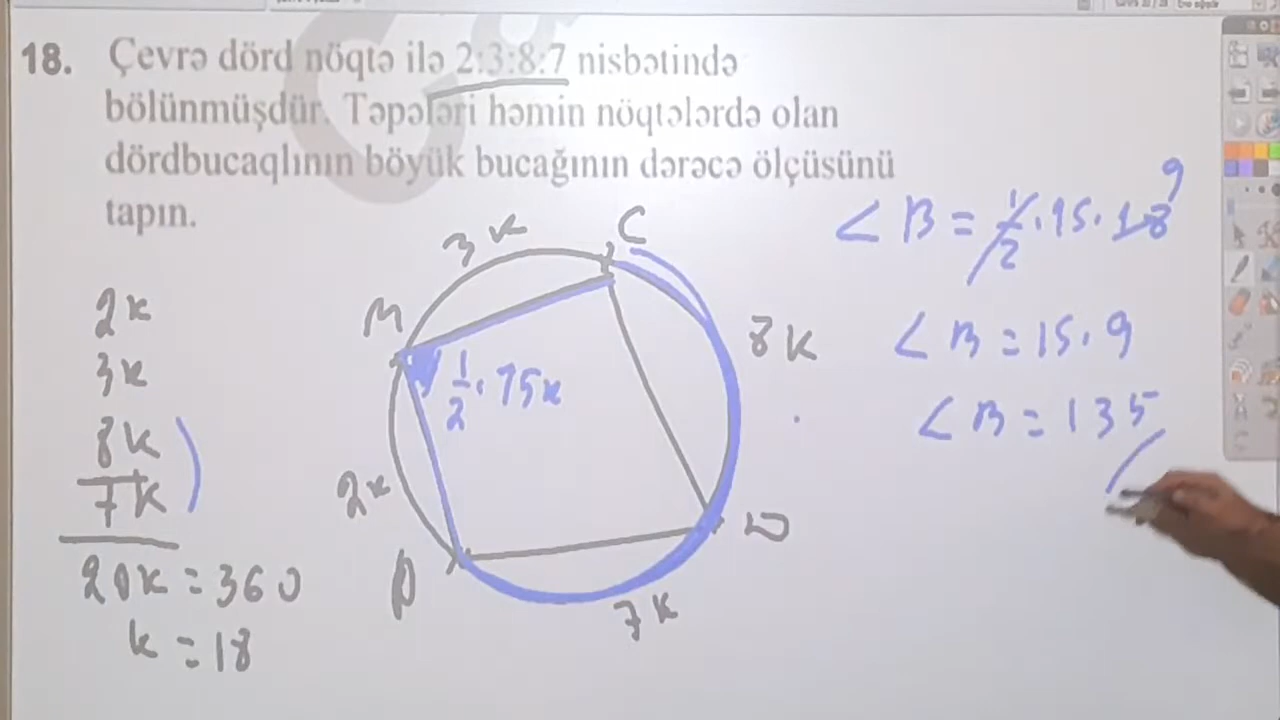 18. Çevrə dörd nöqtə ilə 2:3:8:7 nisbətində
bölünmüşdür. Təpələri həmin nöqtələrdə olan
dördbucaqlının böyük bucağının dərəcə ölçüsünü
tapın.
2k
3k
8k
7k
20k = 360
k = 18
3k
C
B
8k
1/2 · 15k
2k
A
D
7k
∠B = 1/2 · 15 · 18
9
∠B = 15 · 9
∠B = 135